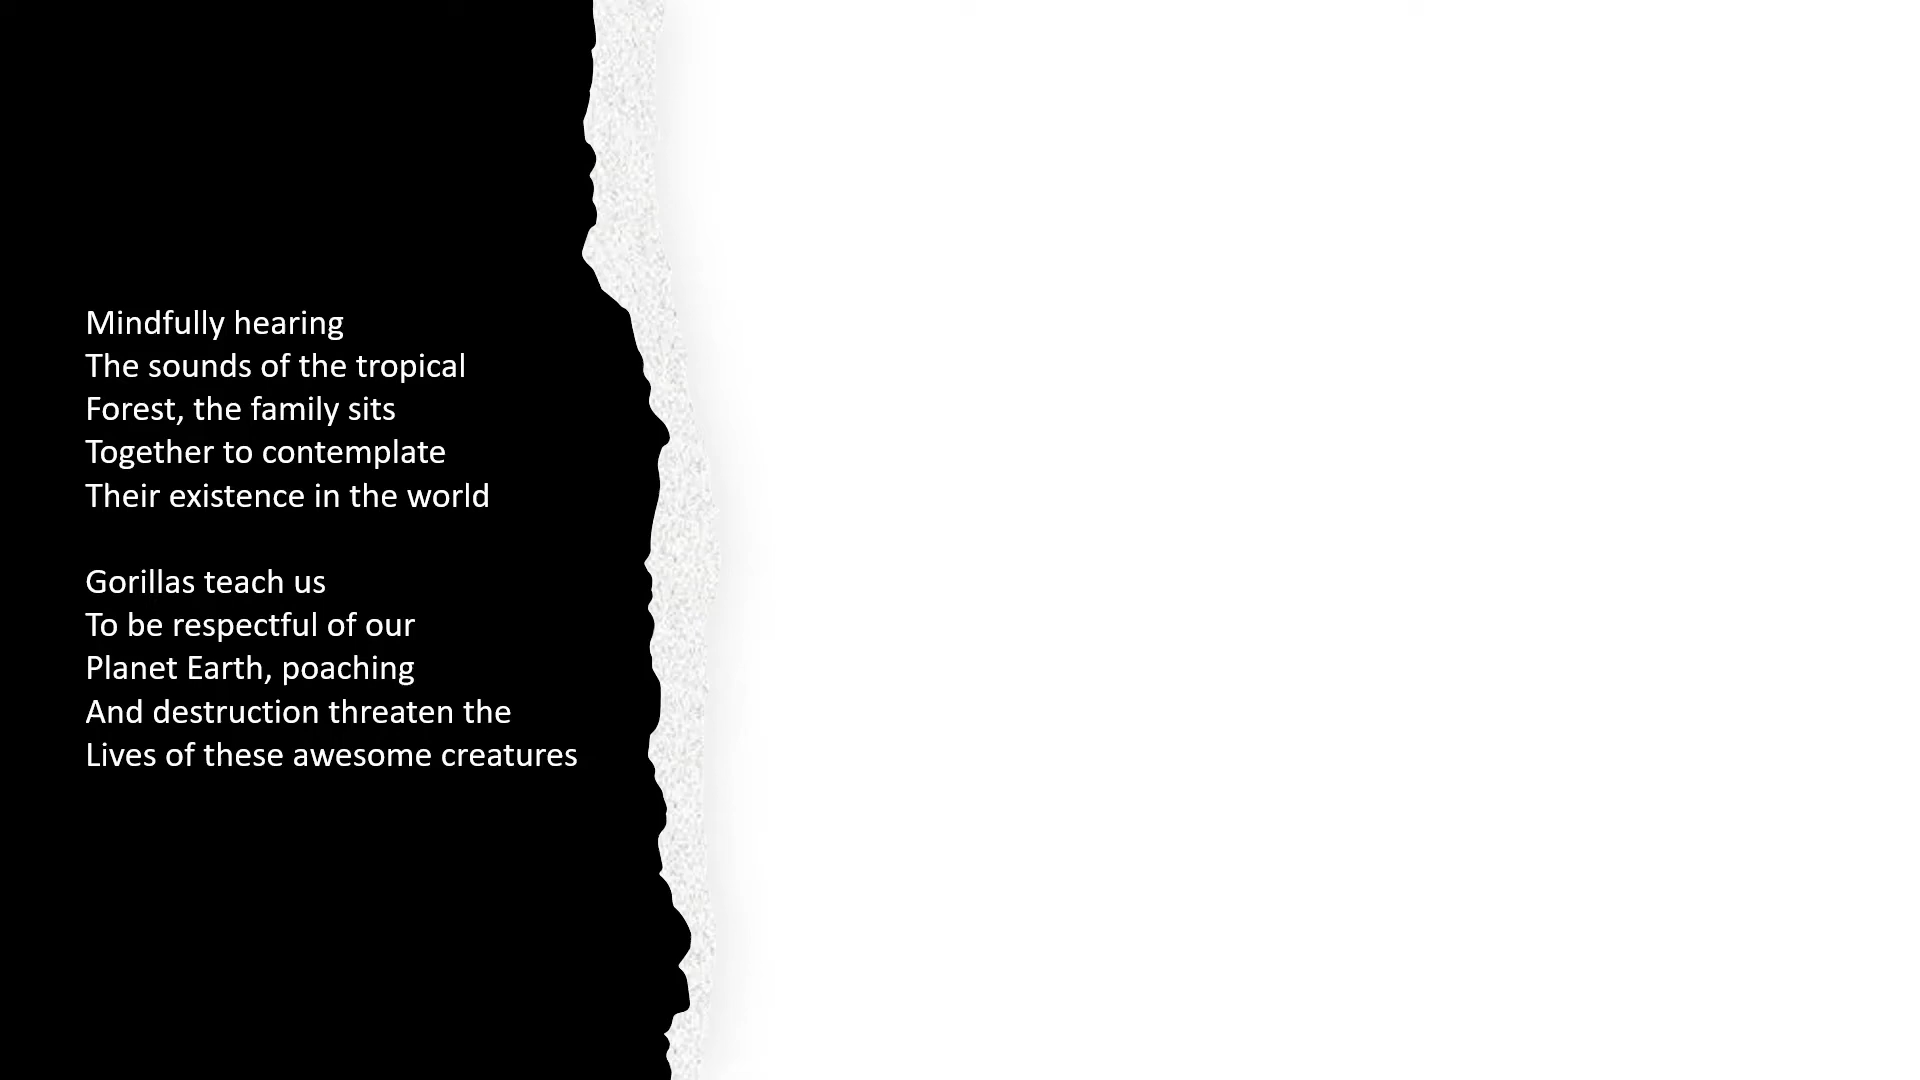 Mindfully hearing
The sounds of the tropical
Forest, the family sits
Together to contemplate
Their existence in the world
Gorillas teach us
To be respectful of our
Planet Earth, poaching
And destruction threaten the
Lives of these awesome creatures